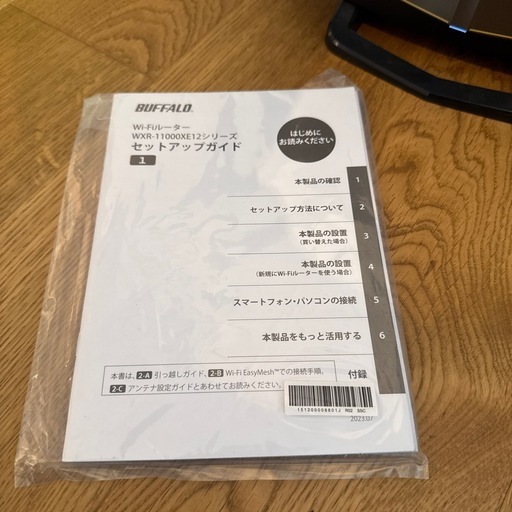 BUFFALO
Wi-Fiルーター
WXR-11000XE12シリーズ
セットアップガイド
1
はじめに
お読みください
本製品の確認 1
セットアップ方法について 2
本製品の設置 3
(買い替えた場合)
本製品の設置 4
(新規にWi-Fiルーターを使う場合)
スマートフォン・パソコンの接続 5
本製品をもっと活用する 6
付録
本書は、2-A 引っ越しガイド、2-B Wi-Fi EasyMesh™での接続手順、
2-C アンテナ設定ガイドとあわせてお読みください。
151200008801J R02 SSC
2023.07